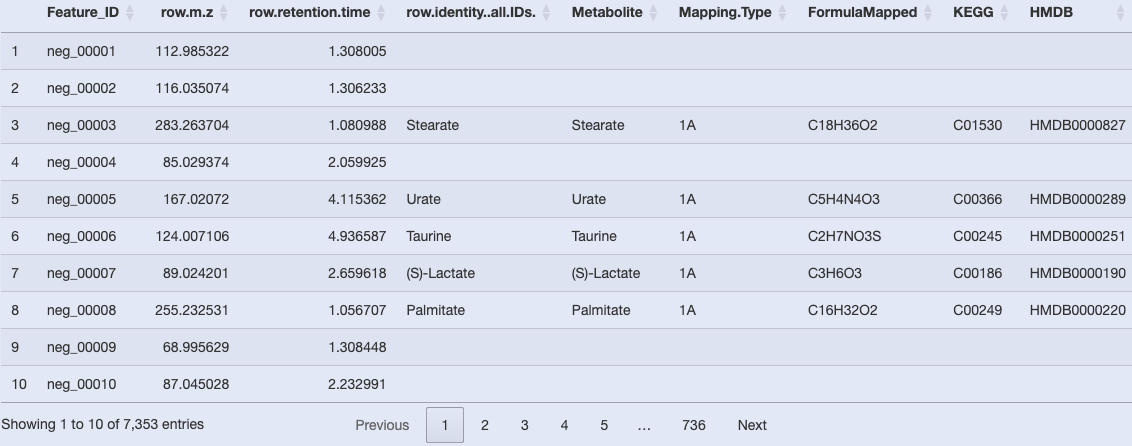 Feature_ID row.m.z row.retention.time row.identity..all.IDs. Metabolite Mapping.Type FormulaMapped KEGG HMDB
1 neg_00001 112.985322 1.308005
2 neg_00002 116.035074 1.306233
3 neg_00003 283.263704 1.080988 Stearate Stearate 1A C18H36O2 C01530 HMDB0000827
4 neg_00004 85.029374 2.059925
5 neg_00005 167.02072 4.115362 Urate Urate 1A C5H4N4O3 C00366 HMDB0000289
6 neg_00006 124.007106 4.936587 Taurine Taurine 1A C2H7NO3S C00245 HMDB0000251
7 neg_00007 89.024201 2.659618 (S)-Lactate (S)-Lactate 1A C3H6O3 C00186 HMDB0000190
8 neg_00008 255.232531 1.056707 Palmitate Palmitate 1A C16H32O2 C00249 HMDB0000220
9 neg_00009 68.995629 1.308448
10 neg_00010 87.045028 2.232991
Showing 1 to 10 of 7,353 entries Previous 1 2 3 4 5 ... 736 Next